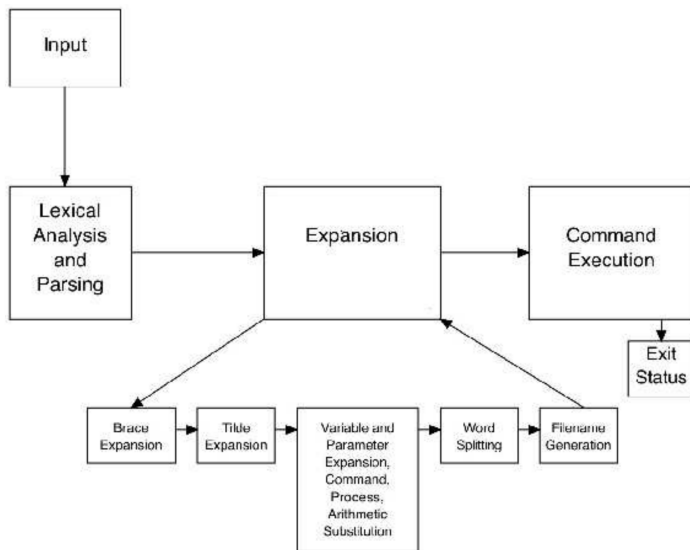 Input
Lexical
Analysis
and
Parsing
Expansion
Command
Execution
Exit
Status
Brace
Expansion
Tilde
Expansion
Variable and
Parameter
Expansion,
Command,
Process,
Arithmetic
Substitution
Word
Splitting
Filename
Generation